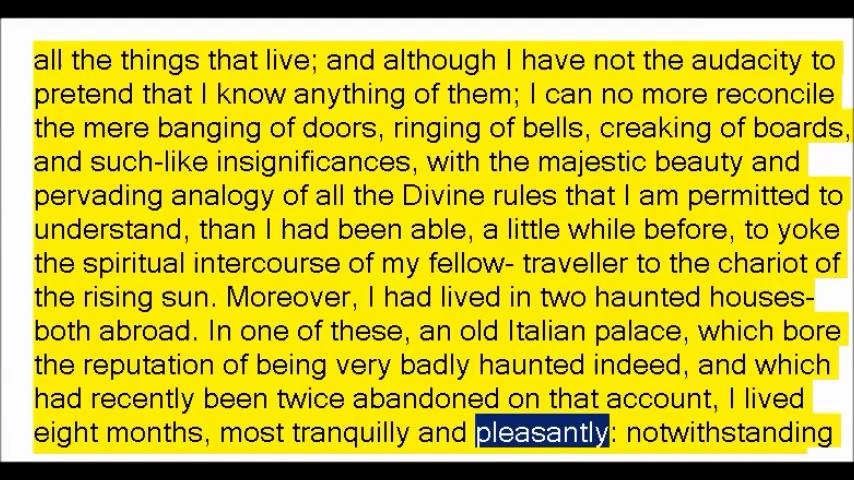 all the things that live; and although I have not the audacity to
pretend that I know anything of them; I can no more reconcile
the mere banging of doors, ringing of bells, creaking of boards,
and such-like insignificances, with the majestic beauty and
pervading analogy of all the Divine rules that I am permitted to
understand, than I had been able, a little while before, to yoke
the spiritual intercourse of my fellow- traveller to the chariot of
the rising sun. Moreover, I had lived in two haunted houses-
both abroad. In one of these, an old Italian palace, which bore
the reputation of being very badly haunted indeed, and which
had recently been twice abandoned on that account, I lived
eight months, most tranquilly and pleasantly: notwithstanding